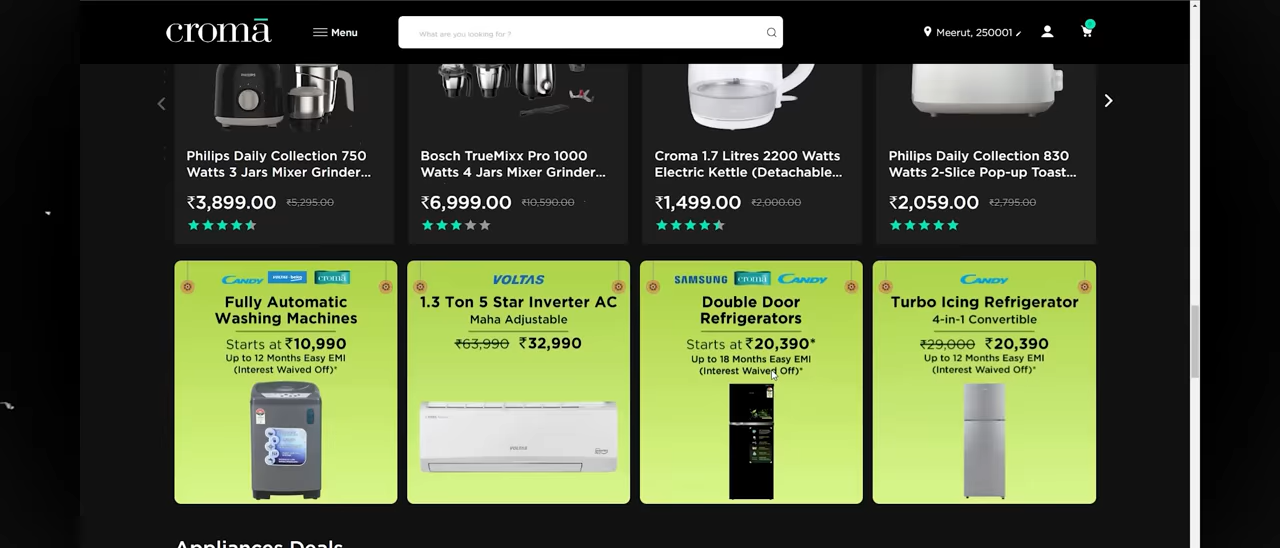 cromā
Menu
What are you looking for ?
Meerut, 250001
PHILIPS
Philips Daily Collection 750
Watts 3 Jars Mixer Grinder...
₹3,899.00 ₹5,295.00
Bosch TrueMixx Pro 1000
Watts 4 Jars Mixer Grinder...
₹6,999.00 ₹10,590.00
Croma 1.7 Litres 2200 Watts
Electric Kettle (Detachable...
₹1,499.00 ₹2,000.00
Philips Daily Collection 830
Watts 2-Slice Pop-up Toast...
₹2,059.00 ₹2,795.00
CANDY VOLTAS beko cromā
Fully Automatic
Washing Machines
Starts at ₹10,990
Up to 12 Months Easy EMI
(Interest Waived Off)*
VOLTAS
1.3 Ton 5 Star Inverter AC
Maha Adjustable
₹63,990 ₹32,990
VOLTAS
SAMSUNG cromā CANDY
Double Door
Refrigerators
Starts at ₹20,390*
Up to 18 Months Easy EMI
(Interest Waived Off)*
CANDY
Turbo Icing Refrigerator
4-in-1 Convertible
₹29,000 ₹20,390
Up to 12 Months Easy EMI
(Interest Waived Off)*
Appliances Deals